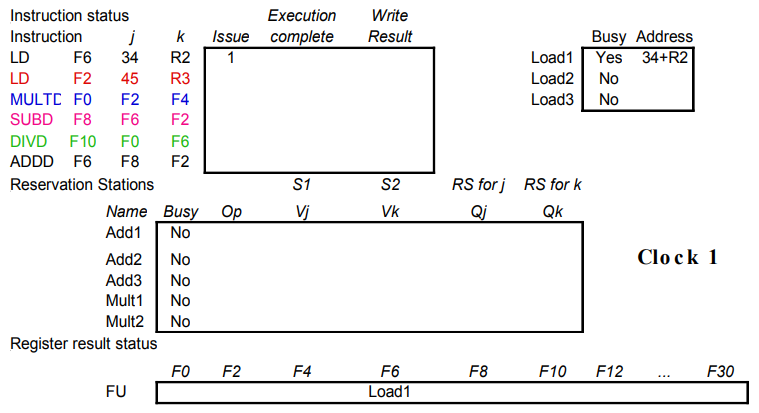 Instruction status Execution Write
Instruction j k Issue complete Result Busy Address
LD F6 34 R2 1 Load1 Yes 34+R2
LD F2 45 R3 Load2 No
MULTD F0 F2 F4 Load3 No
SUBD F8 F6 F2
DIVD F10 F0 F6
ADDD F6 F8 F2
Reservation Stations S1 S2 RS for j RS for k
Name Busy Op Vj Vk Qj Qk
Add1 No
Add2 No Clock 1
Add3 No
Mult1 No
Mult2 No
Register result status
F0 F2 F4 F6 F8 F10 F12 ... F30
FU Load1